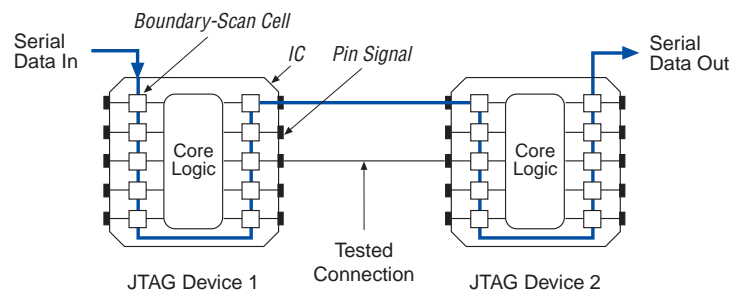 Boundary-Scan Cell
Serial
Data In
IC
Pin Signal
Serial
Data Out
Core
Logic
Core
Logic
Tested
Connection
JTAG Device 1
JTAG Device 2